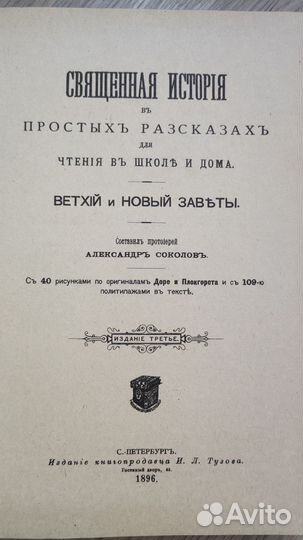 СВЯЩЕННАЯ ИСТОРІЯ
ВЪ
ПРОСТЫХЪ РАЗСКАЗАХЪ
ДЛЯ
ЧТЕНІЯ ВЪ ШКОЛѢ И ДОМА.
ВЕТХІЙ и НОВЫЙ ЗАВѢТЫ.
Составилъ протоіерей
АЛЕКСАНДРЪ СОКОЛОВЪ.
Съ 40 рисунками по оригиналамъ Доре и Плокгорста и съ 109-ю
политипажами въ текстѣ.
ИЗДАНІЕ ТРЕТЬЕ.
С.-ПЕТЕРБУРГЪ.
Изданіе книгопродавца И. Л. Тузова.
Гостиный дворъ, 45.
1896.
Avito